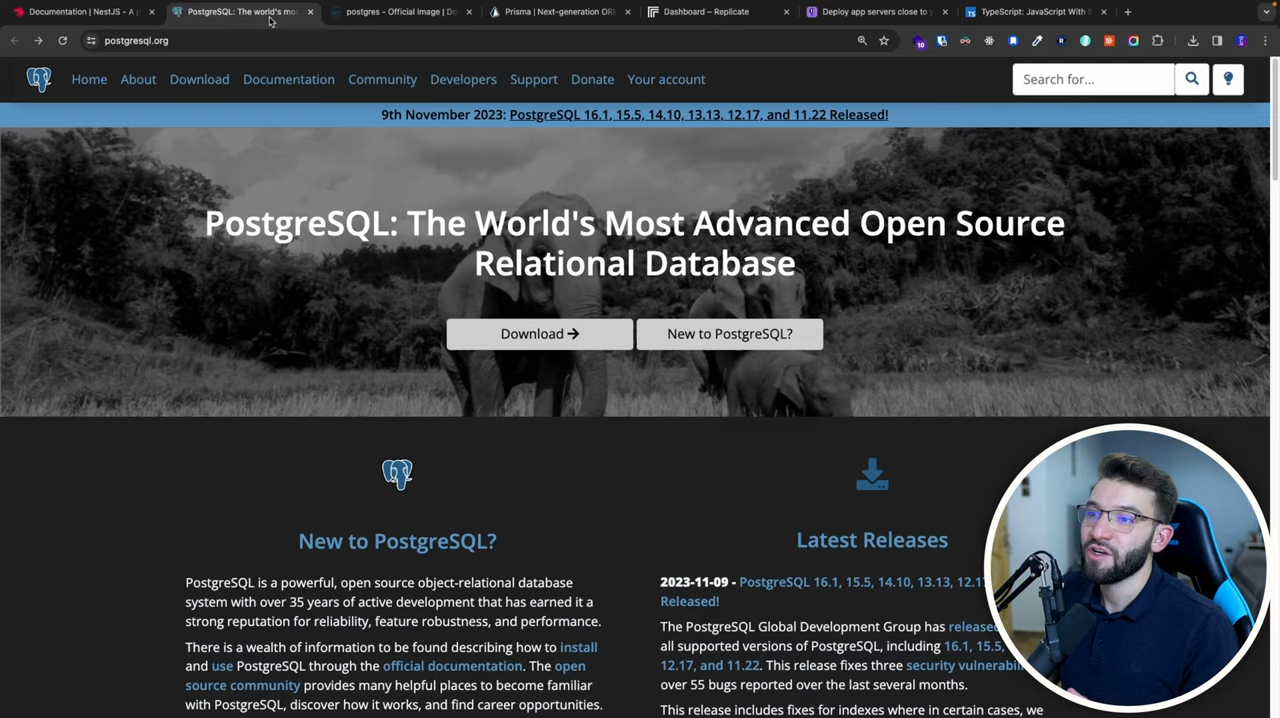 Documentation | NestJS - A p
PostgreSQL: The world's mos
postgres - Official Image | Do
Prisma | Next-generation OR
Dashboard – Replicate
Deploy app servers close to y
TypeScript: JavaScript With S
postgresql.org
10
Home
About
Download
Documentation
Community
Developers
Support
Donate
Your account
Search for...
9th November 2023: PostgreSQL 16.1, 15.5, 14.10, 13.13, 12.17, and 11.22 Released!
PostgreSQL: The World's Most Advanced Open Source
Relational Database
Download
New to PostgreSQL?
New to PostgreSQL?
PostgreSQL is a powerful, open source object-relational database
system with over 35 years of active development that has earned it a
strong reputation for reliability, feature robustness, and performance.
There is a wealth of information to be found describing how to install
and use PostgreSQL through the official documentation. The open
source community provides many helpful places to become familiar
with PostgreSQL, discover how it works, and find career opportunities.
Latest Releases
2023-11-09 - PostgreSQL 16.1, 15.5, 14.10, 13.13, 12.1
Released!
The PostgreSQL Global Development Group has release
all supported versions of PostgreSQL, including 16.1, 15.5,
12.17, and 11.22. This release fixes three security vulnerabi
over 55 bugs reported over the last several months.
This release includes fixes for indexes where in certain cases, we